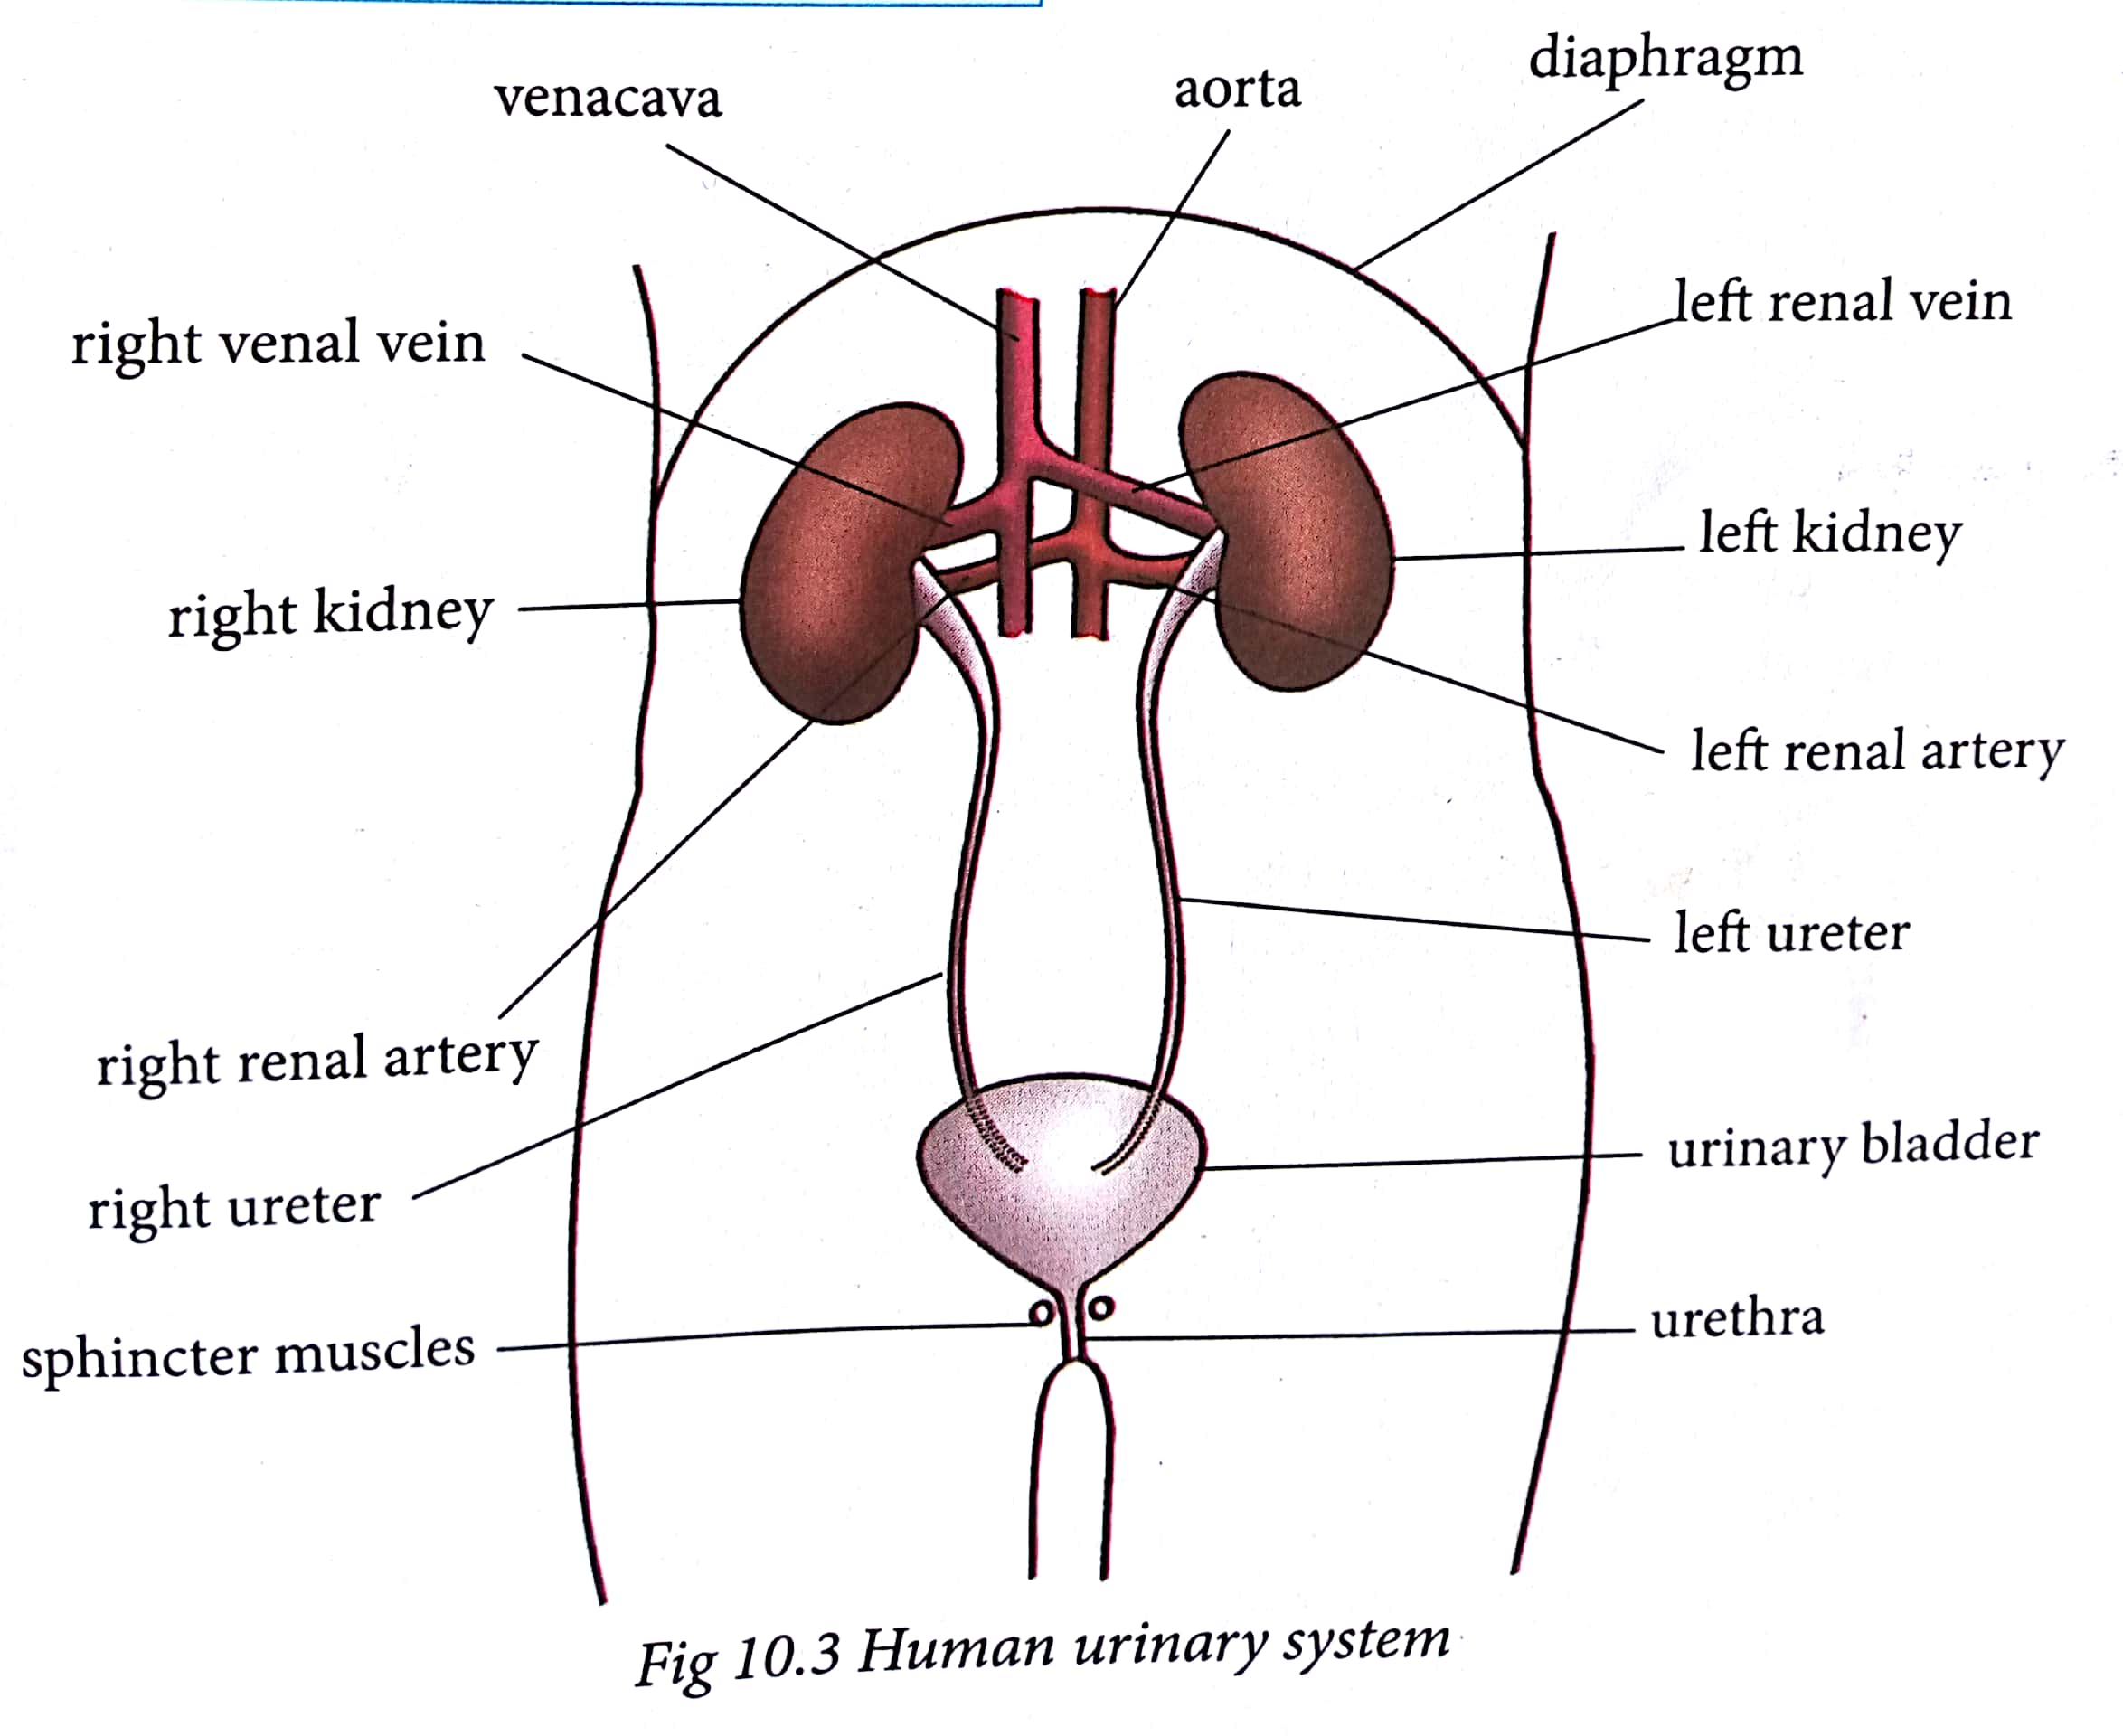 venacava
aorta
diaphragm
right venal vein
left renal vein
right kidney
left kidney
left renal artery
left ureter
right renal artery
right ureter
urinary bladder
sphincter muscles
urethra
Fig 10.3 Human urinary system